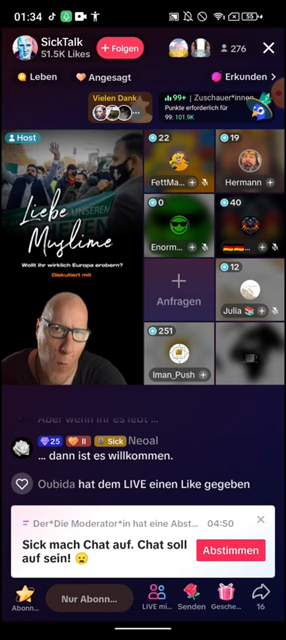 01:34
55
SickTalk
51.5K Likes
+ Folgen
276
Leben
Angesagt
Erkunden >
Vielen Dank
99+ | Zuschauer*innen
Punkte erforderlich für
99: 101.9K
Host
Liebe
Muslime
Wollt ihr wirklich Europa erobern?
Diskutiert mit
22
FettMa...
19
Hermann
0
Enorm...
40
...
Anfragen
12
Julia
251
Iman_Push
Aber wenn ihr es lebt ...
25 II Sick Neoal
... dann ist es willkommen.
Oubida hat dem LIVE einen Like gegeben
Der*Die Moderator*in hat eine Abst... 04:50
Sick mach Chat auf. Chat soll
auf sein!
Abstimmen
Abonn...
Nur Abonn...
LIVE mi...
Senden
Gesche...
16